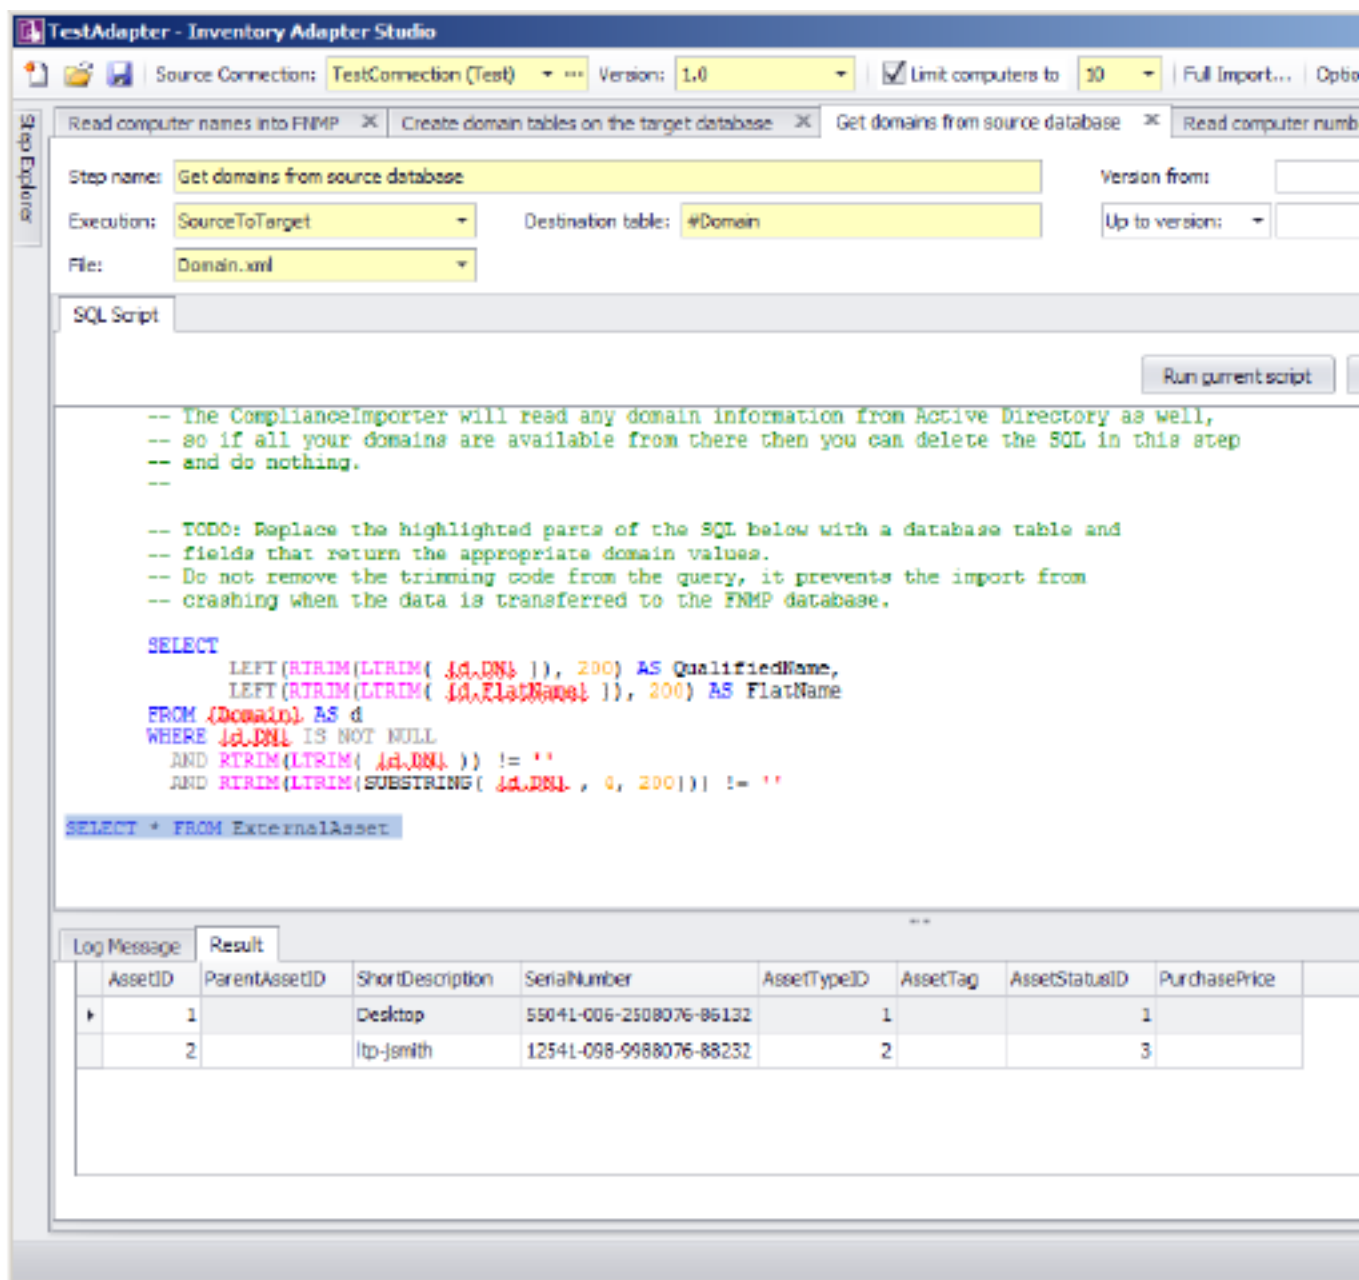 TestAdapter - Inventory Adapter Studio
Source Connection: TestConnection (Test) Version: 1.0 Limit computers to 10 Full Import... Optio
Step Explorer
Read computer names into FNMP Create domain tables on the target database Get domains from source database Read computer numb
Step name: Get domains from source database Version from:
Execution: SourceToTarget Destination table: #Domain Up to version:
File: Domain.xml
SQL Script
Run current script
-- The ComplianceImporter will read any domain information from Active Directory as well,
-- so if all your domains are available from there then you can delete the SQL in this step
-- and do nothing.
--
-- TODO: Replace the highlighted parts of the SQL below with a database table and
-- fields that return the appropriate domain values.
-- Do not remove the trimming code from the query, it prevents the import from
-- crashing when the data is transferred to the FNMP database.
SELECT
LEFT(RTRIM(LTRIM( {d.DN} )), 200) AS QualifiedName,
LEFT(RTRIM(LTRIM( {d.FlatName} )), 200) AS FlatName
FROM {Domain} AS d
WHERE {d.DN} IS NOT NULL
AND RTRIM(LTRIM( {d.DN} )) != ''
AND RTRIM(LTRIM(SUBSTRING( {d.DN} , 4, 200))) != ''
SELECT * FROM ExternalAsset
Log Message Result
AssetID ParentAssetID ShortDescription SerialNumber AssetTypeID AssetTag AssetStatusID PurchasePrice
1 Desktop 55041-006-2508076-86132 1 1
2 ltp-jsmith 12541-098-9988076-88232 2 3